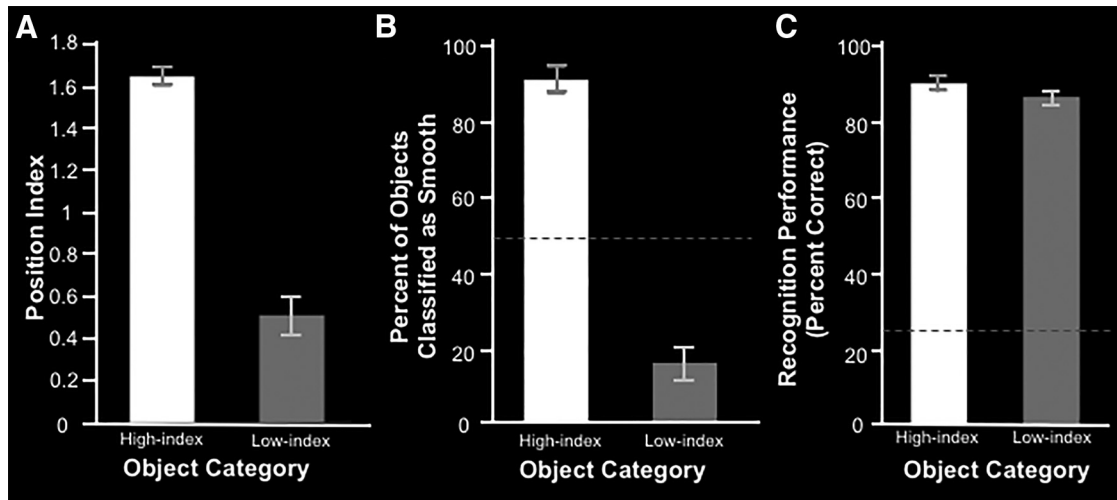 A
Position Index
1.8
1.6
1.4
1.2
1
0.8
0.6
0.4
0.2
0
High-index Low-index
Object Category
B
Percent of Objects
Classified as Smooth
100
80
60
40
20
0
High-index Low-index
Object Category
C
Recognition Performance
(Percent Correct)
100
80
60
40
20
0
High-index Low-index
Object Category